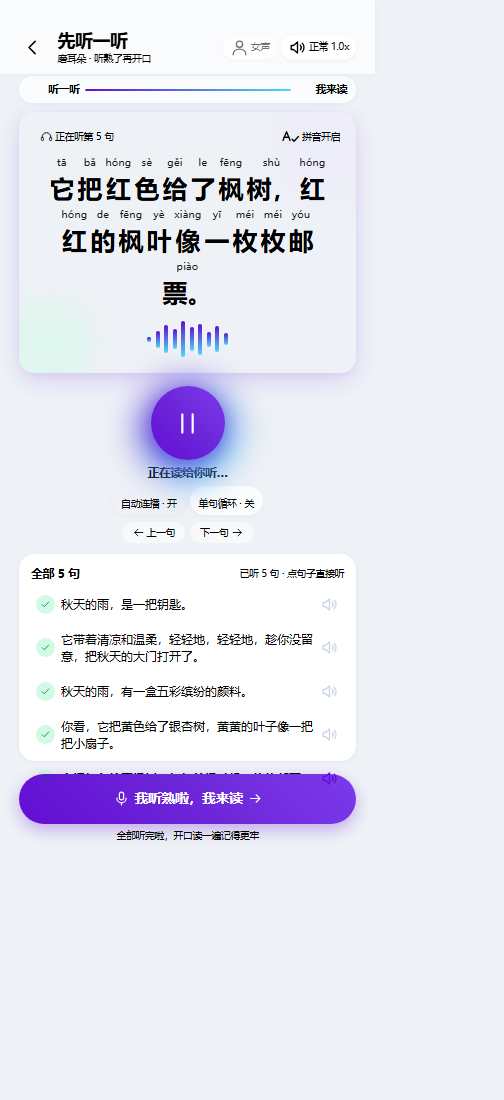 先听一听
磨耳朵 · 听熟了再开口
女声
正常 1.0x
听一听
我来读
正在听第 5 句
拼音开启
tā bǎ hóng sè gěi le fēng shù hóng
它把红色给了枫树，红
hóng de fēng yè xiàng yī méi méi yóu
红的枫叶像一枚枚邮
piào
票。
正在读给你听...
自动连播 · 开
单句循环 · 关
← 上一句
下一句 →
全部 5 句
已听 5 句 · 点句子直接听
秋天的雨，是一把钥匙。
它带着清凉和温柔，轻轻地，轻轻地，趁你没留
意，把秋天的大门打开了。
秋天的雨，有一盒五彩缤纷的颜料。
你看，它把黄色给了银杏树，黄黄的叶子像一把
把小扇子。
我听熟啦，我来读 →
全部听完啦，开口读一遍记得更牢